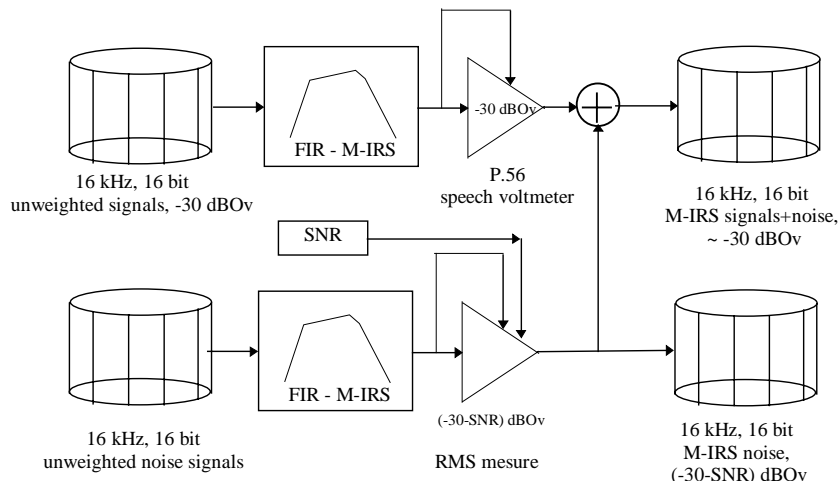 -30 dBOv
FIR - M-IRS
16 kHz, 16 bit
unweighted signals, -30 dBOv
P.56
speech voltmeter
16 kHz, 16 bit
M-IRS signals+noise,
~ -30 dBOv
SNR
FIR - M-IRS
(-30-SNR) dBOv
16 kHz, 16 bit
unweighted noise signals
RMS mesure
16 kHz, 16 bit
M-IRS noise,
(-30-SNR) dBOv